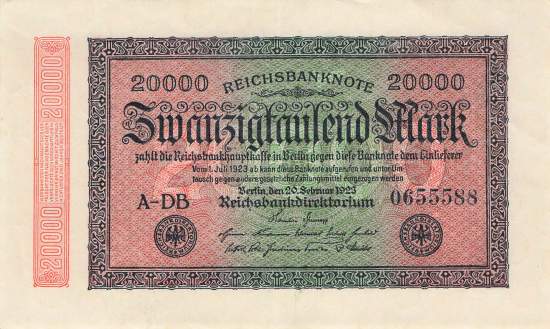 20000 REICHSBANKNOTE 20000
Zwanzigtausend Mark
zahlt die Reichsbankhauptkasse in Berlin gegen diese Banknote dem Einlieferer
Vom 1. Juli 1923 ab kann diese Banknote aufgerufen und unter Um-
tausch gegen andere gesetzliche Zahlungsmittel eingezogen werden
Berlin, den 20. Februar 1923
A-DB Reichsbankdirektorium 0655588
20000
20000